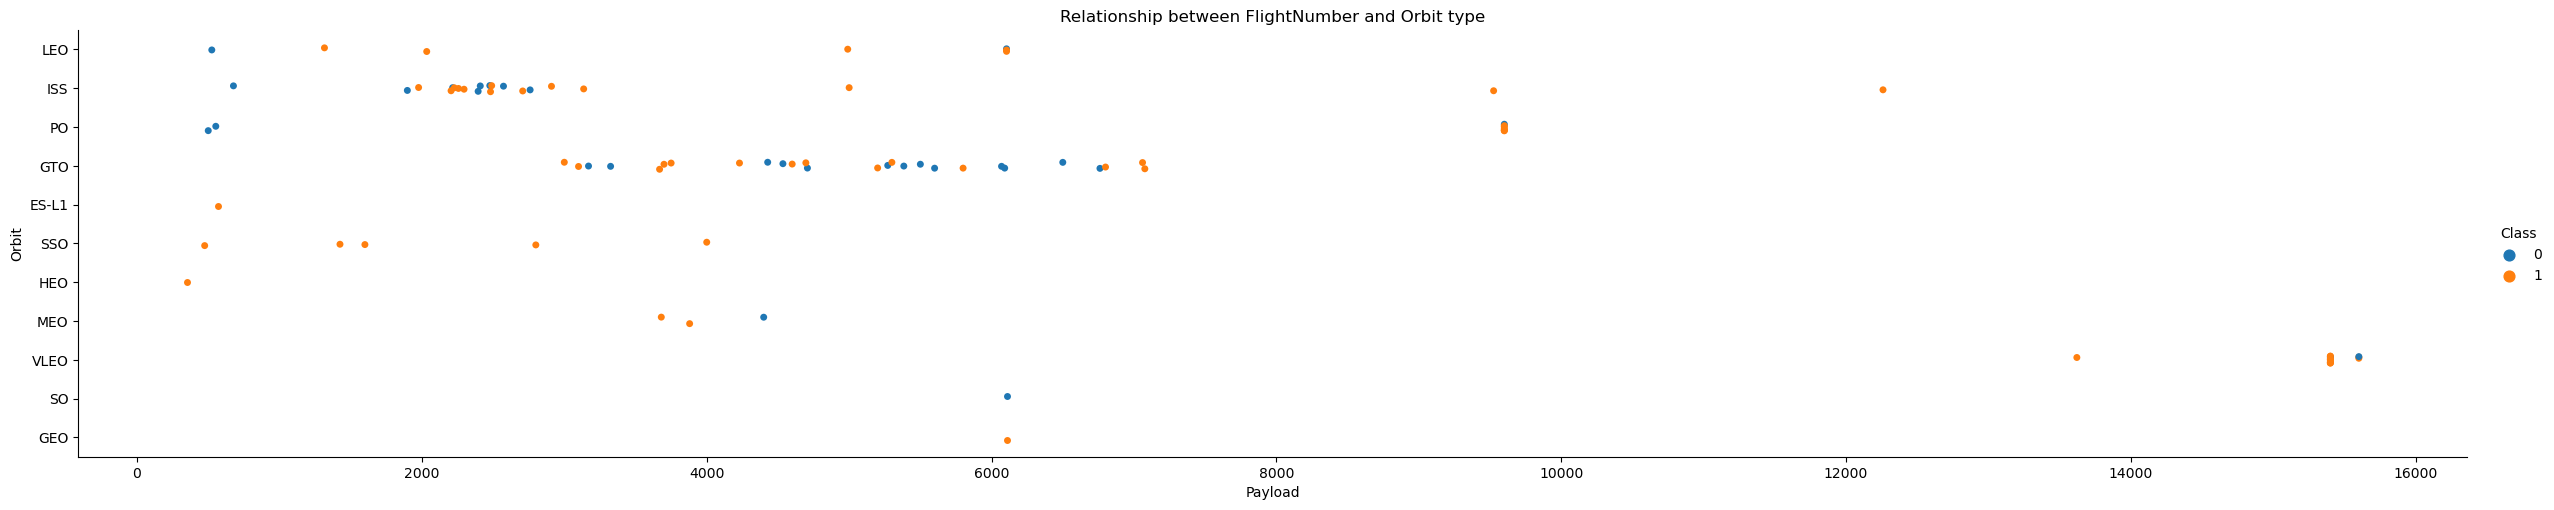 Relationship between FlightNumber and Orbit type
LEO
ISS
PO
GTO
ES-L1
SSO
HEO
MEO
VLEO
SO
GEO
Orbit
0 2000 4000 6000 8000 10000 12000 14000 16000
Payload
Class
0
1